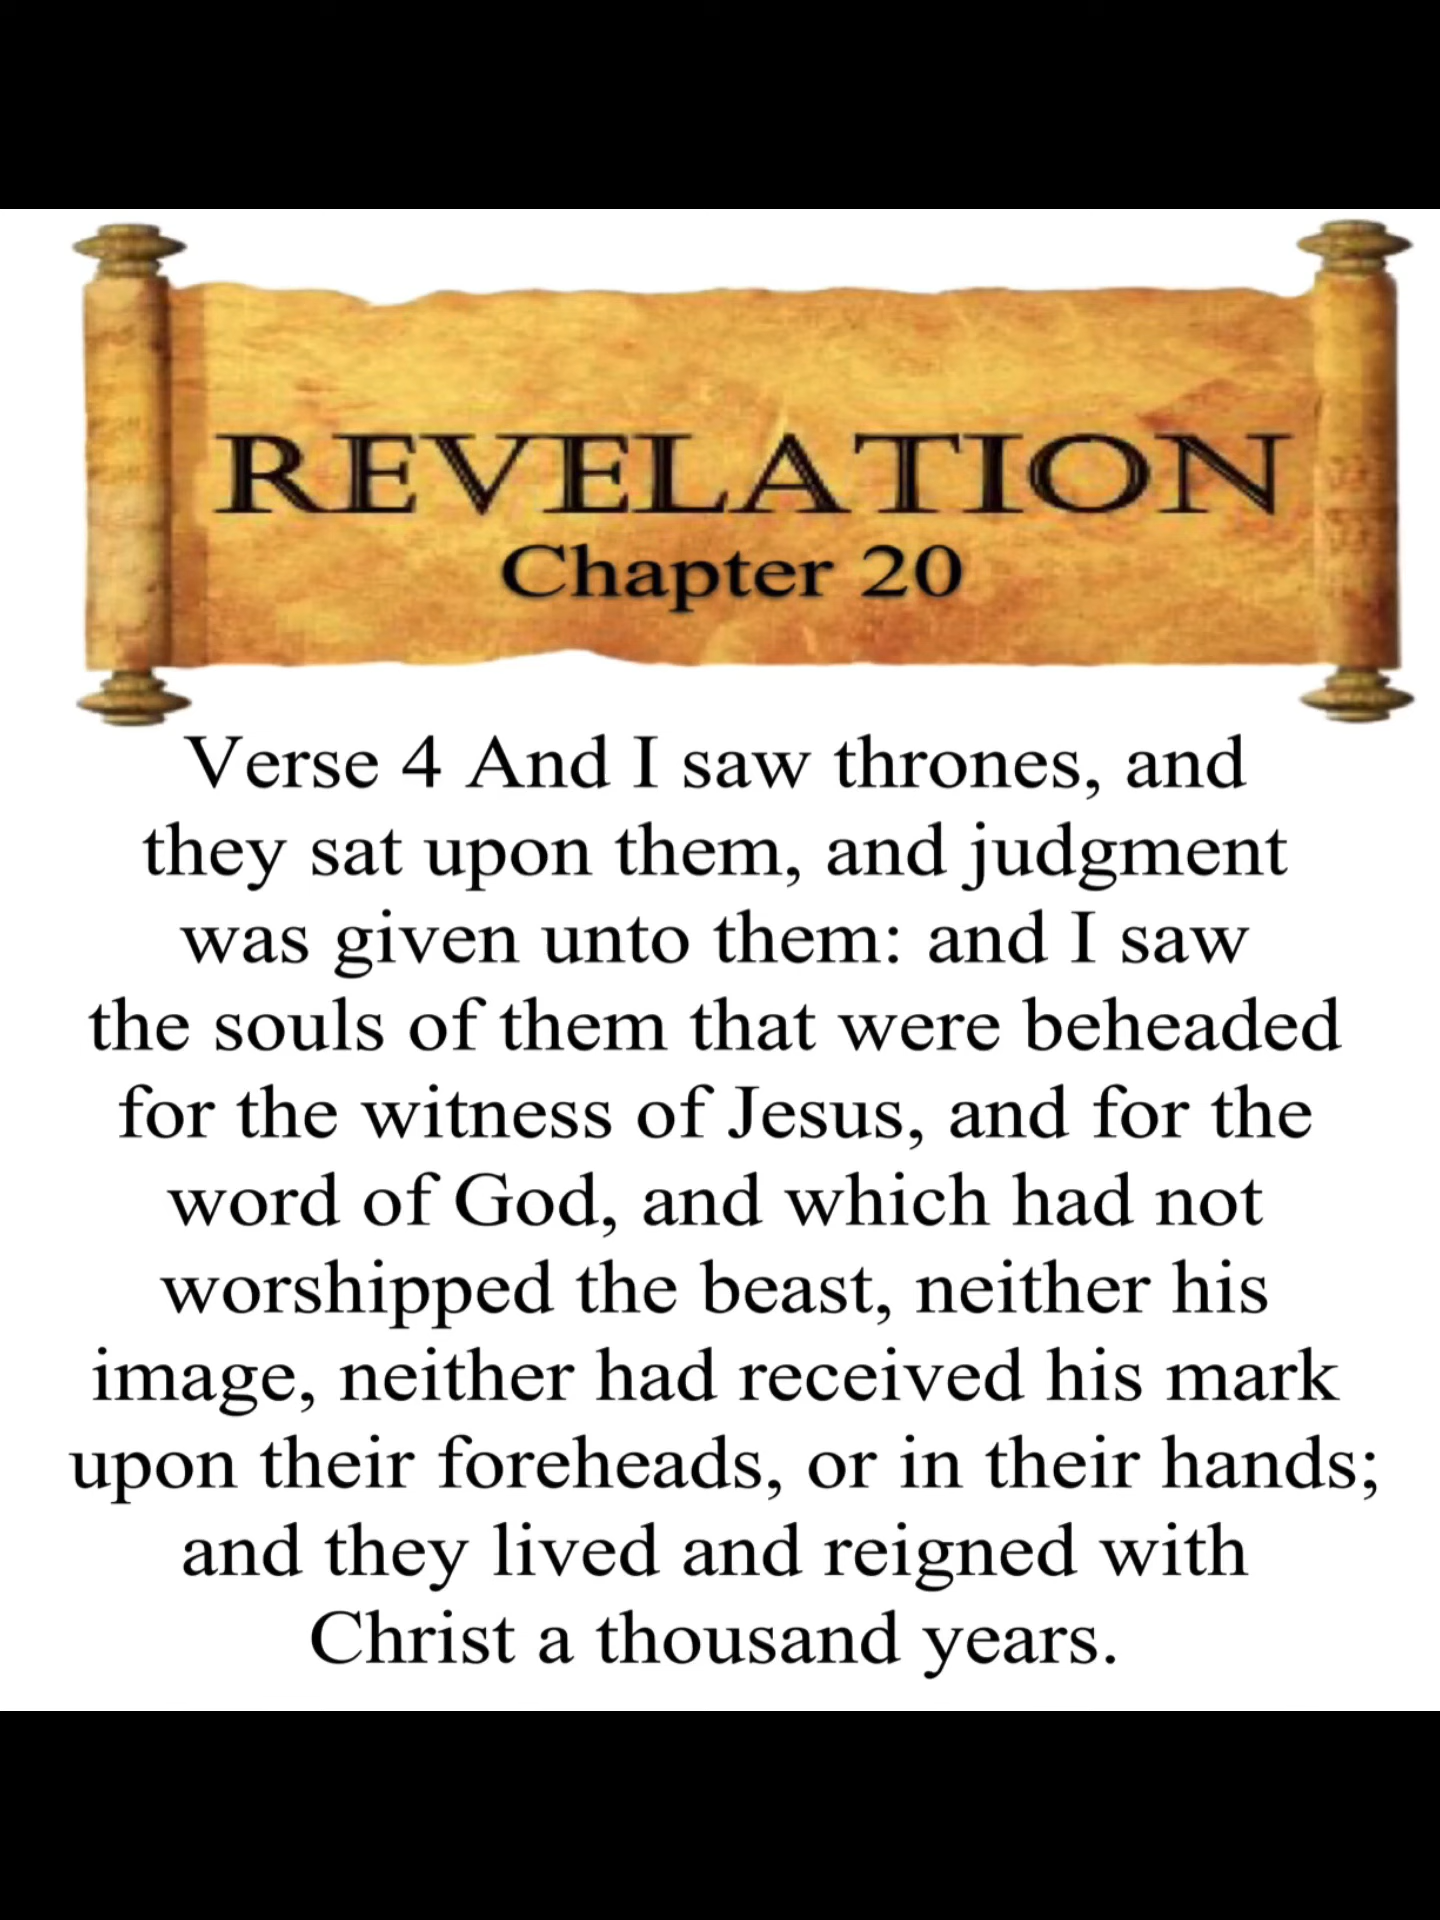 REVELATION
Chapter 20
Verse 4 And I saw thrones, and
they sat upon them, and judgment
was given unto them: and I saw
the souls of them that were beheaded
for the witness of Jesus, and for the
word of God, and which had not
worshipped the beast, neither his
image, neither had received his mark
upon their foreheads, or in their hands;
and they lived and reigned with
Christ a thousand years.